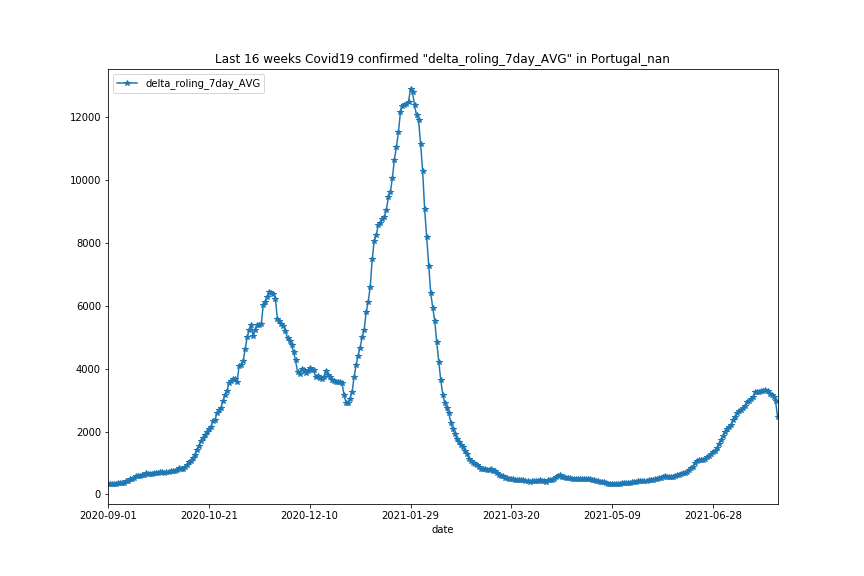 Last 16 weeks Covid19 confirmed "delta_roling_7day_AVG" in Portugal_nan
delta_roling_7day_AVG
12000
10000
8000
6000
4000
2000
0
2020-09-01 2020-10-21 2020-12-10 2021-01-29 2021-03-20 2021-05-09 2021-06-28
date